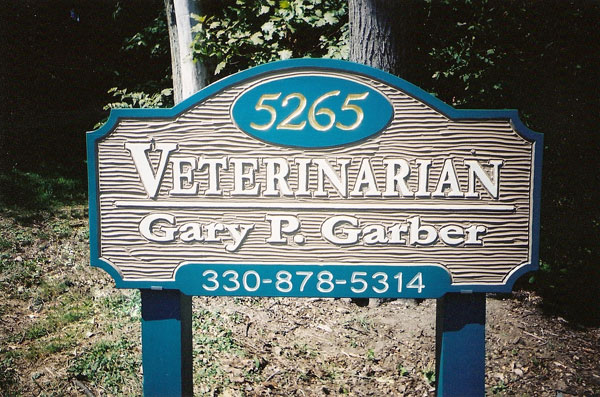 5265
VETERINARIAN
Gary P. Garber
330-878-5314